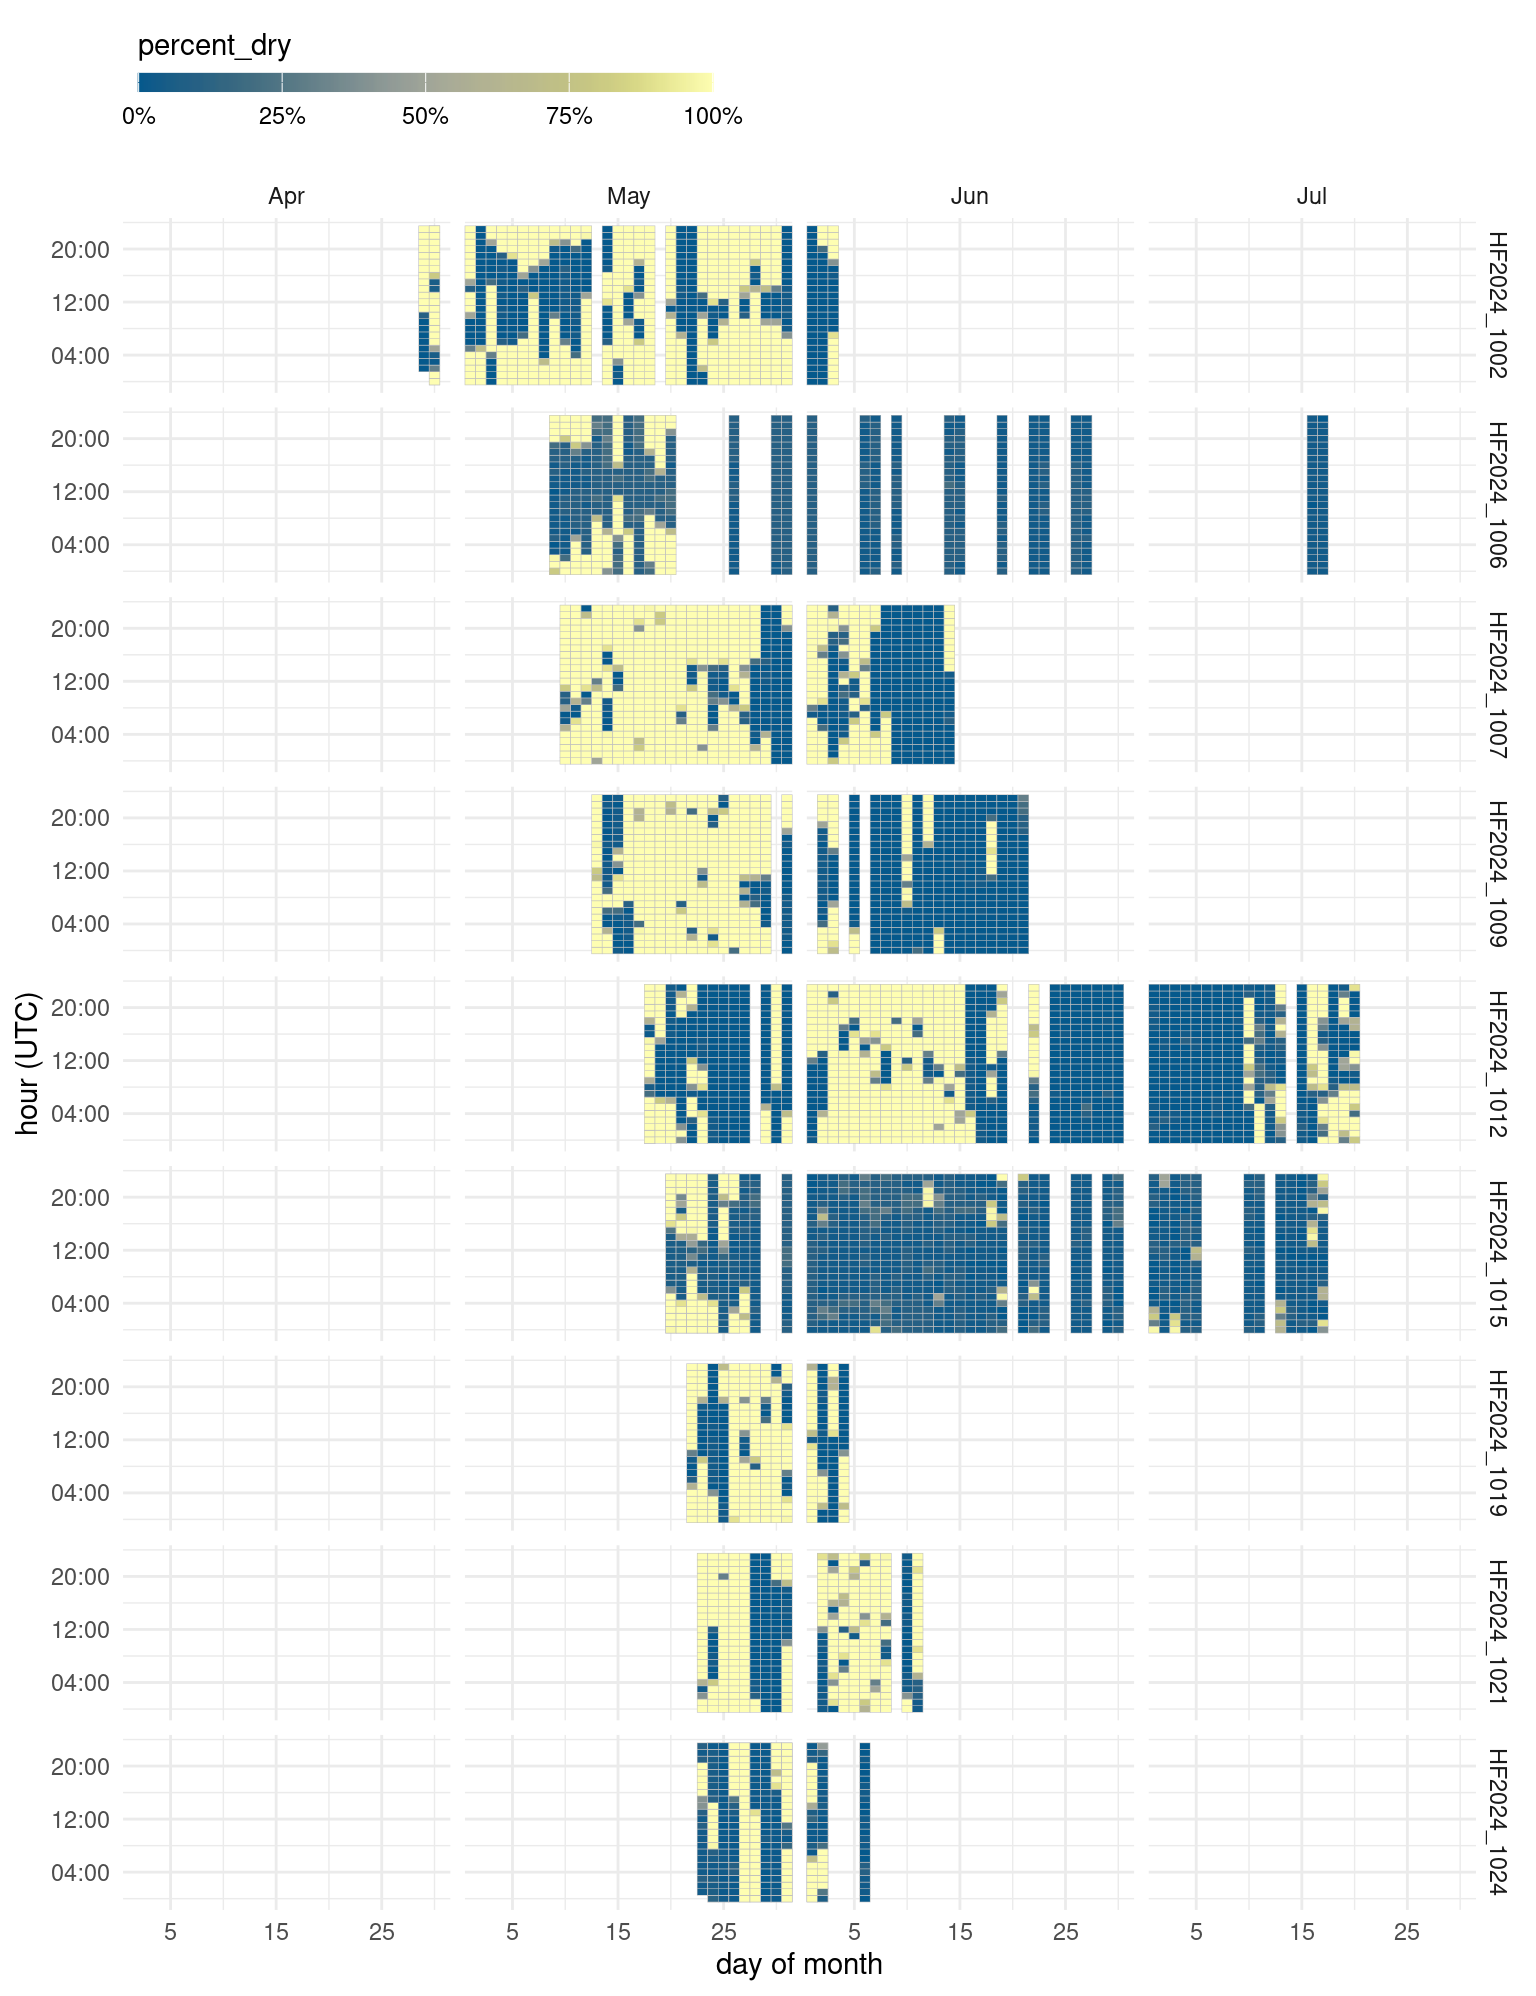 percent_dry
0% 25% 50% 75% 100%
Apr May Jun Jul
20:00
12:00
04:00
HF2024_1002
20:00
12:00
04:00
HF2024_1006
20:00
12:00
04:00
HF2024_1007
20:00
12:00
04:00
HF2024_1009
hour (UTC)
20:00
12:00
04:00
HF2024_1012
20:00
12:00
04:00
HF2024_1015
20:00
12:00
04:00
HF2024_1019
20:00
12:00
04:00
HF2024_1021
20:00
12:00
04:00
HF2024_1024
5 15 25 5 15 25 5 15 25 5 15 25
day of month